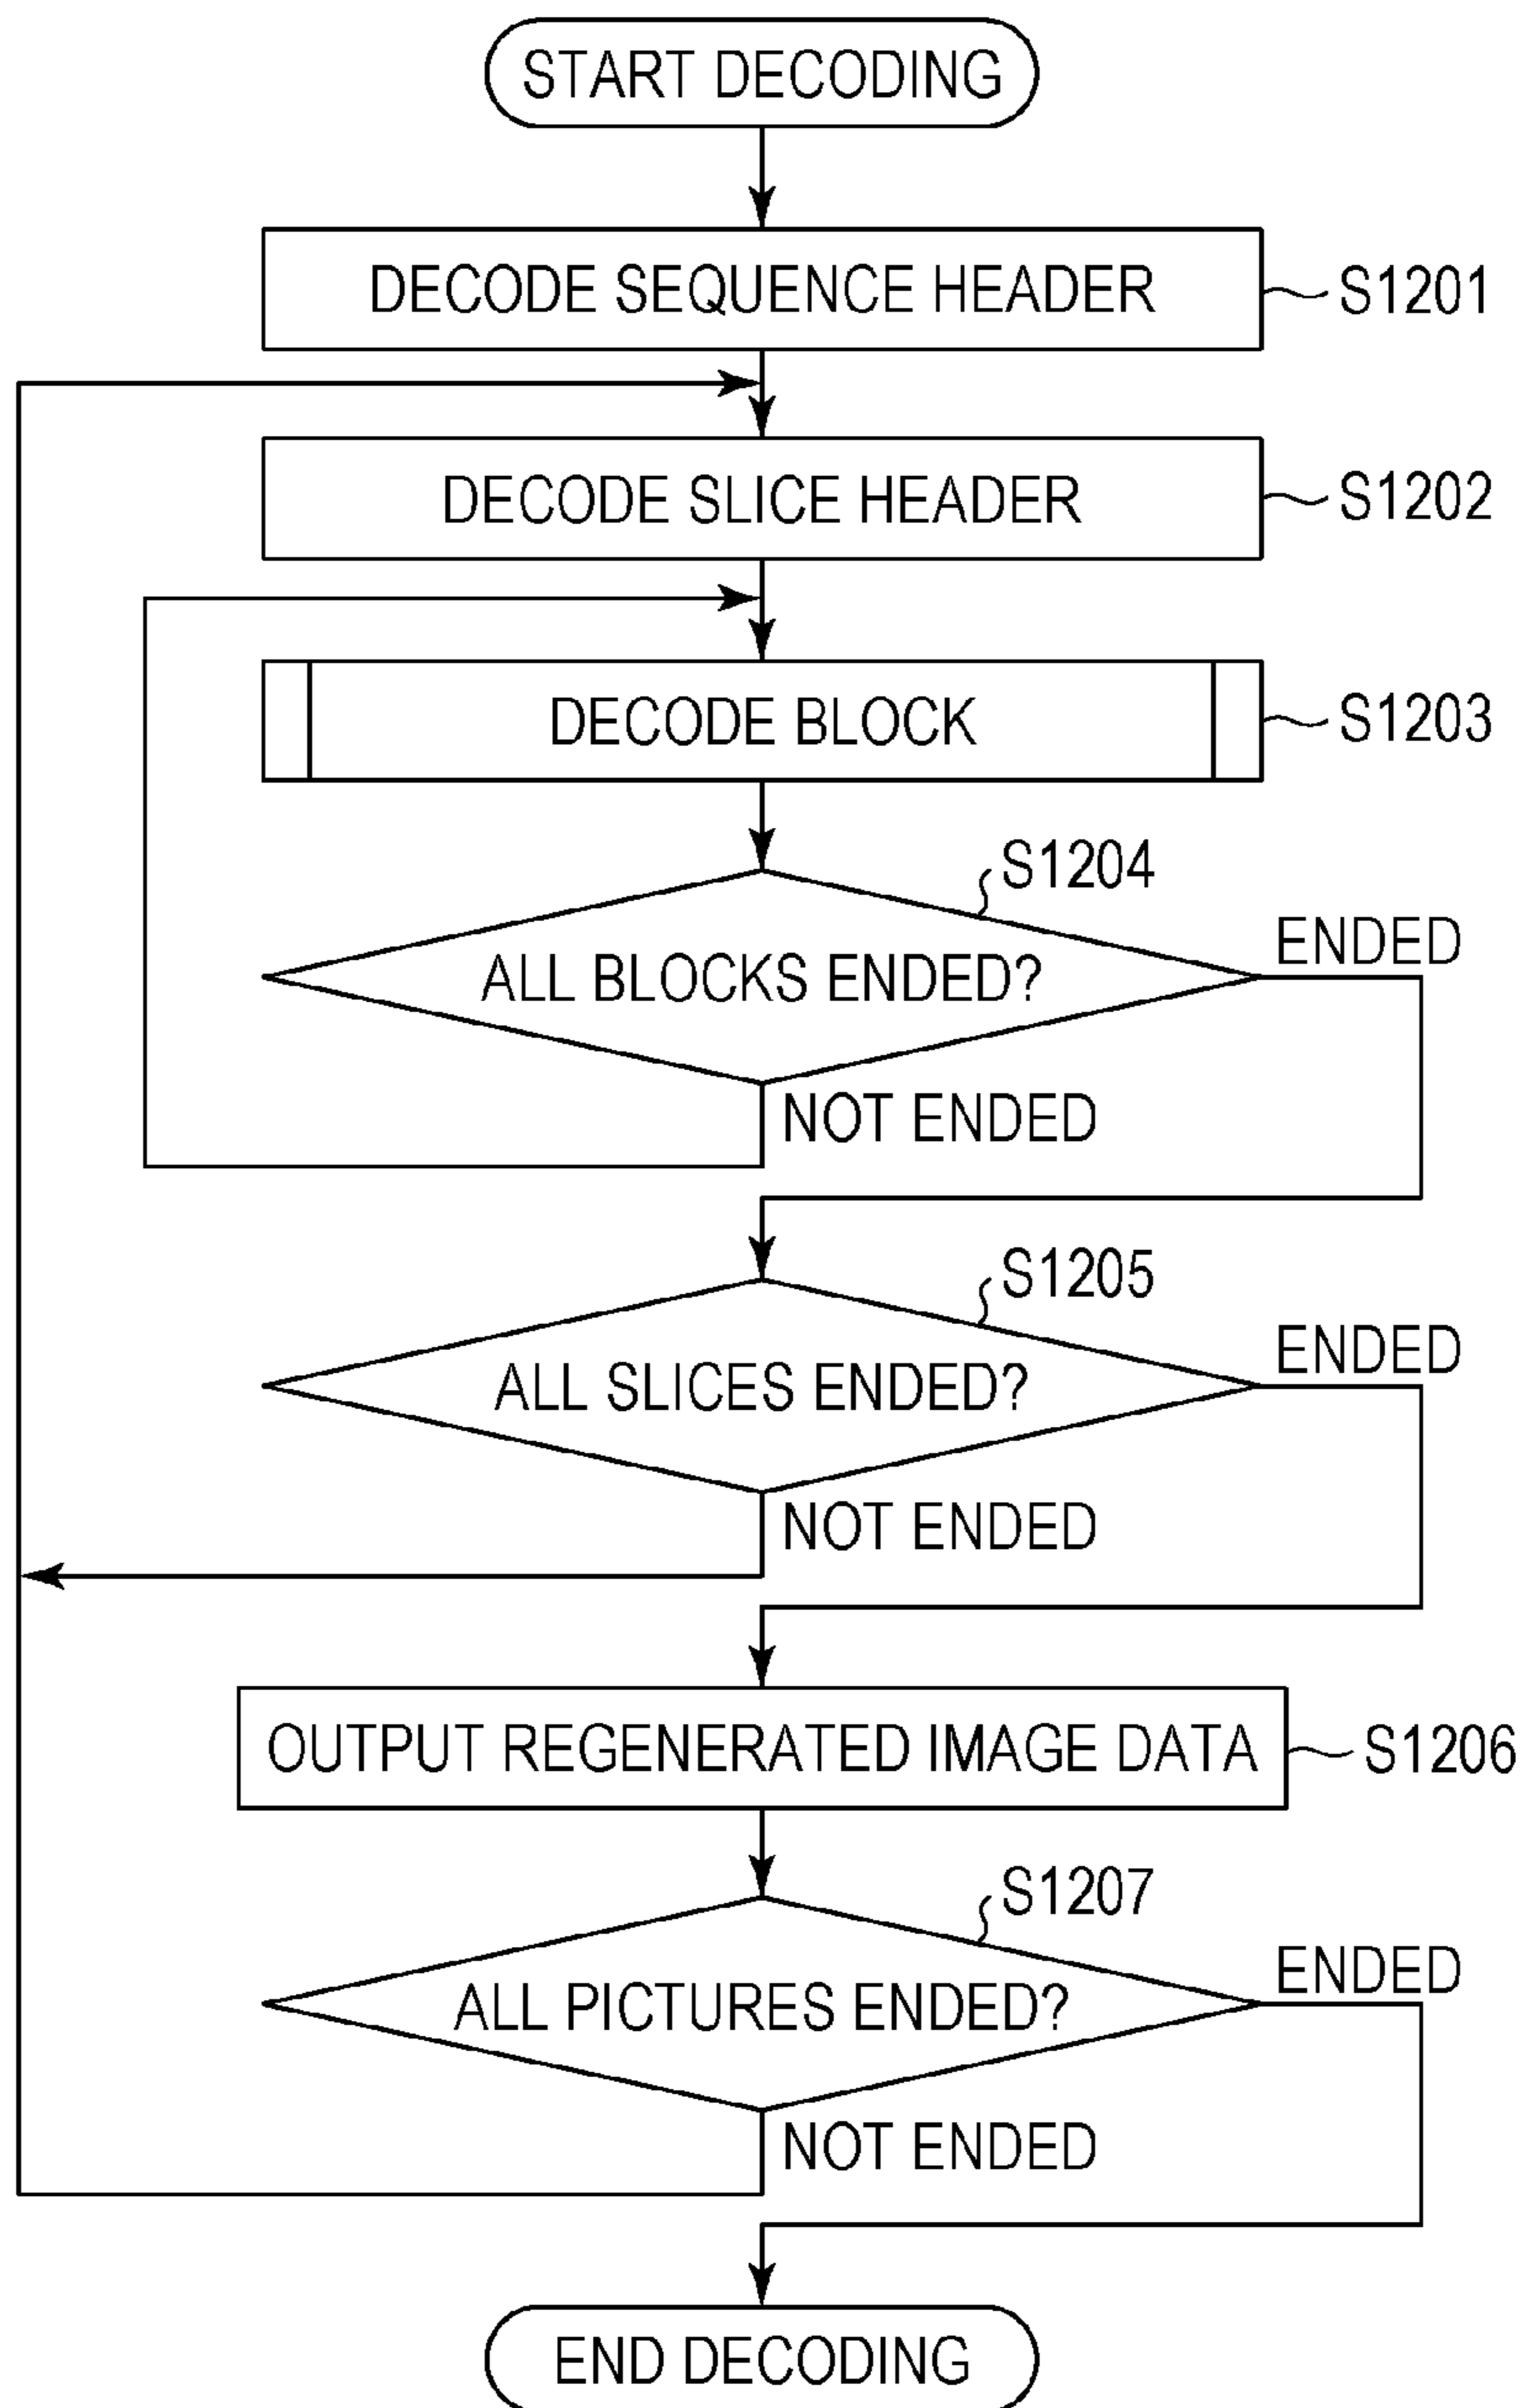 START DECODING
DECODE SEQUENCE HEADER
S1201
DECODE SLICE HEADER
S1202
DECODE BLOCK
S1203
S1204
ALL BLOCKS ENDED?
ENDED
NOT ENDED
S1205
ALL SLICES ENDED?
ENDED
NOT ENDED
OUTPUT REGENERATED IMAGE DATA
S1206
S1207
ALL PICTURES ENDED?
ENDED
NOT ENDED
END DECODING